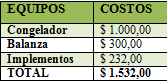 EQUIPOS COSTOS
Congelador $ 1.000,00
Balanza $ 300,00
Implementos $ 232,00
TOTAL $ 1.532,00